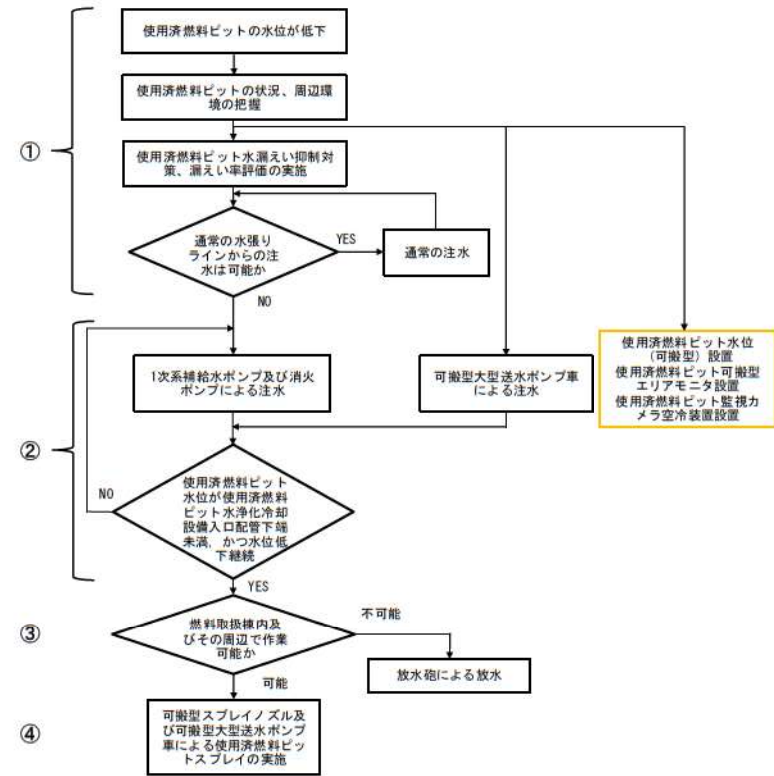 使用済燃料ピットの水位が低下
使用済燃料ピットの状況、周辺環
境の把握
①
使用済燃料ピット水漏えい抑制対
策、漏えい率評価の実施
通常の水張り
ラインからの注
水は可能か
YES
通常の注水
NO
1次系補給水ポンプ及び消火
ポンプによる注水
可搬型大型送水ポンプ車
による注水
使用済燃料ピット水位
（可搬型）設置
使用済燃料ピット可搬型
エリアモニタ設置
使用済燃料ピット監視カ
メラ空冷装置設置
②
NO
使用済燃料ピット
水位が使用済燃料
ピット水浄化冷却
設備入口配管下端
未満、かつ水位低
下継続
YES
③
燃料取扱棟内及
びその周辺で作業
可能か
不可能
放水砲による放水
可能
④
可搬型スプレイノズル及
び可搬型大型送水ポンプ
車による使用済燃料ピッ
トスプレイの実施